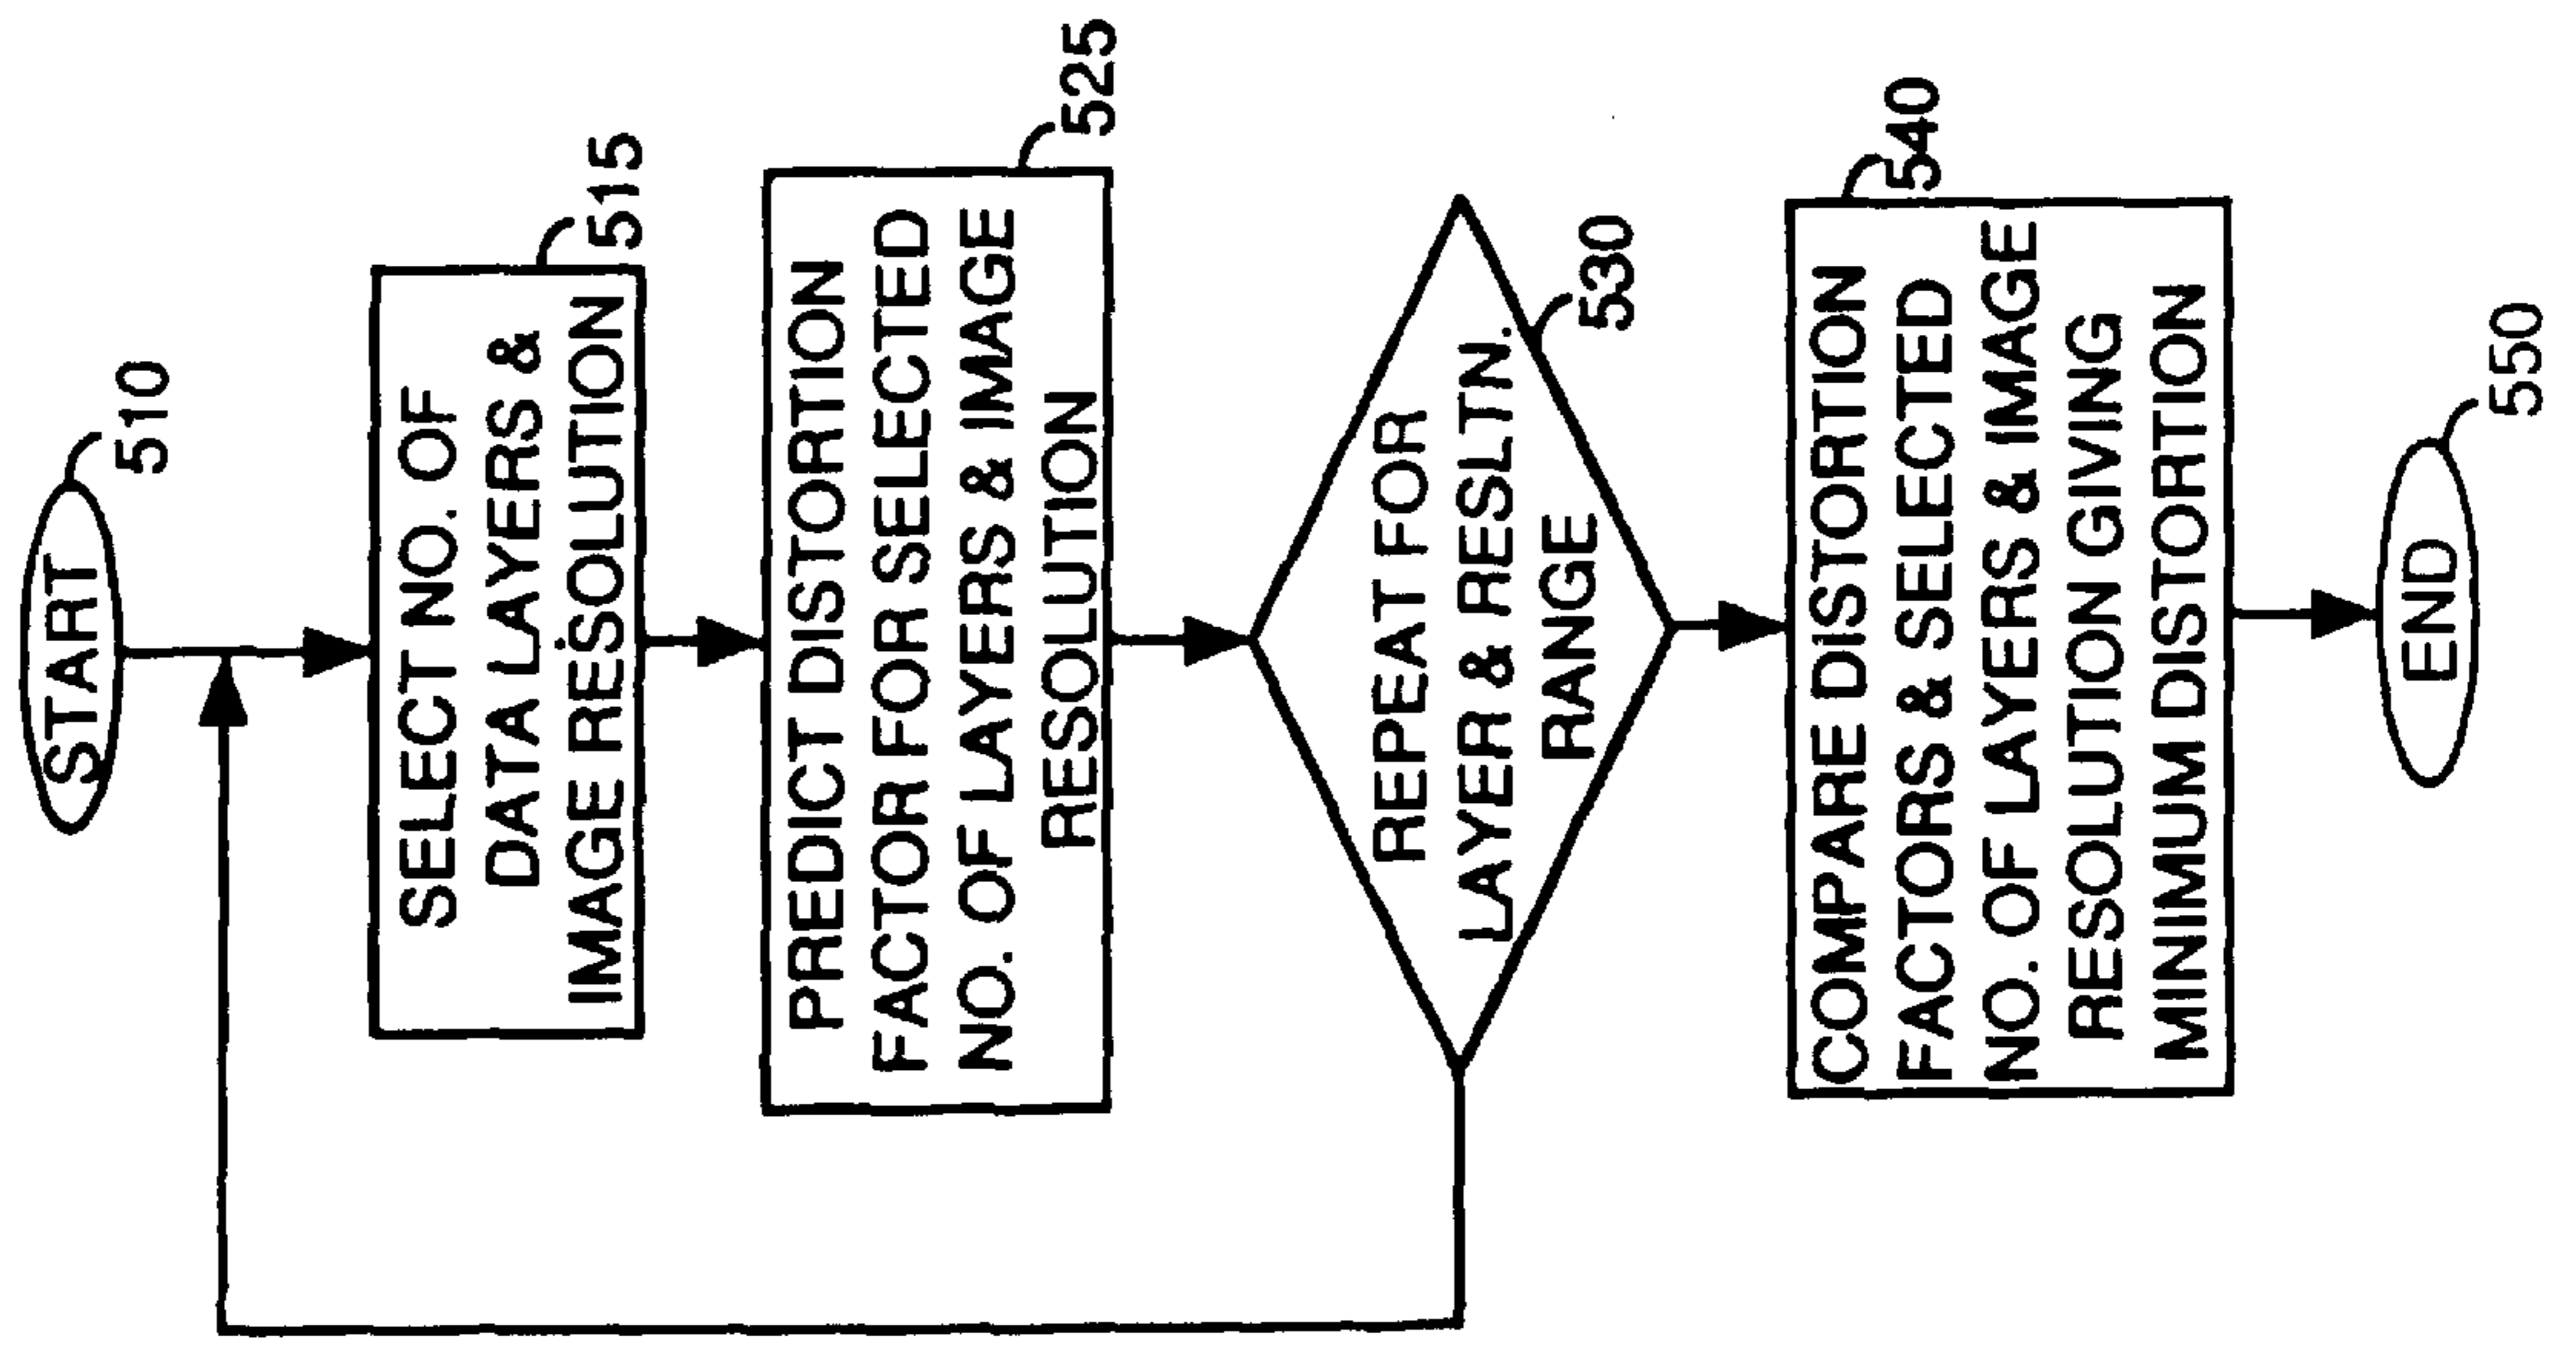 START
510
SELECT NO. OF
DATA LAYERS &
IMAGE RESOLUTION
515
PREDICT DISTORTION
FACTOR FOR SELECTED
NO. OF LAYERS & IMAGE
RESOLUTION
525
REPEAT FOR
LAYER & RESLTN.
RANGE
530
COMPARE DISTORTION
FACTORS & SELECTED
NO. OF LAYERS & IMAGE
RESOLUTION GIVING
MINIMUM DISTORTION
540
END
550